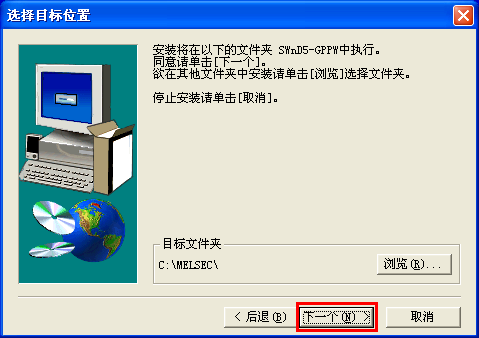 选择目标位置
安装将在以下的文件夹 SWnD5-GPPW中执行。
同意请单击[下一个]。
欲在其他文件夹中安装请单击[浏览]选择文件夹。
停止安装请单击[取消]。
目标文件夹
C:\MELSEC\
浏览(R)...
< 后退(B)
下一个(N) >
取消